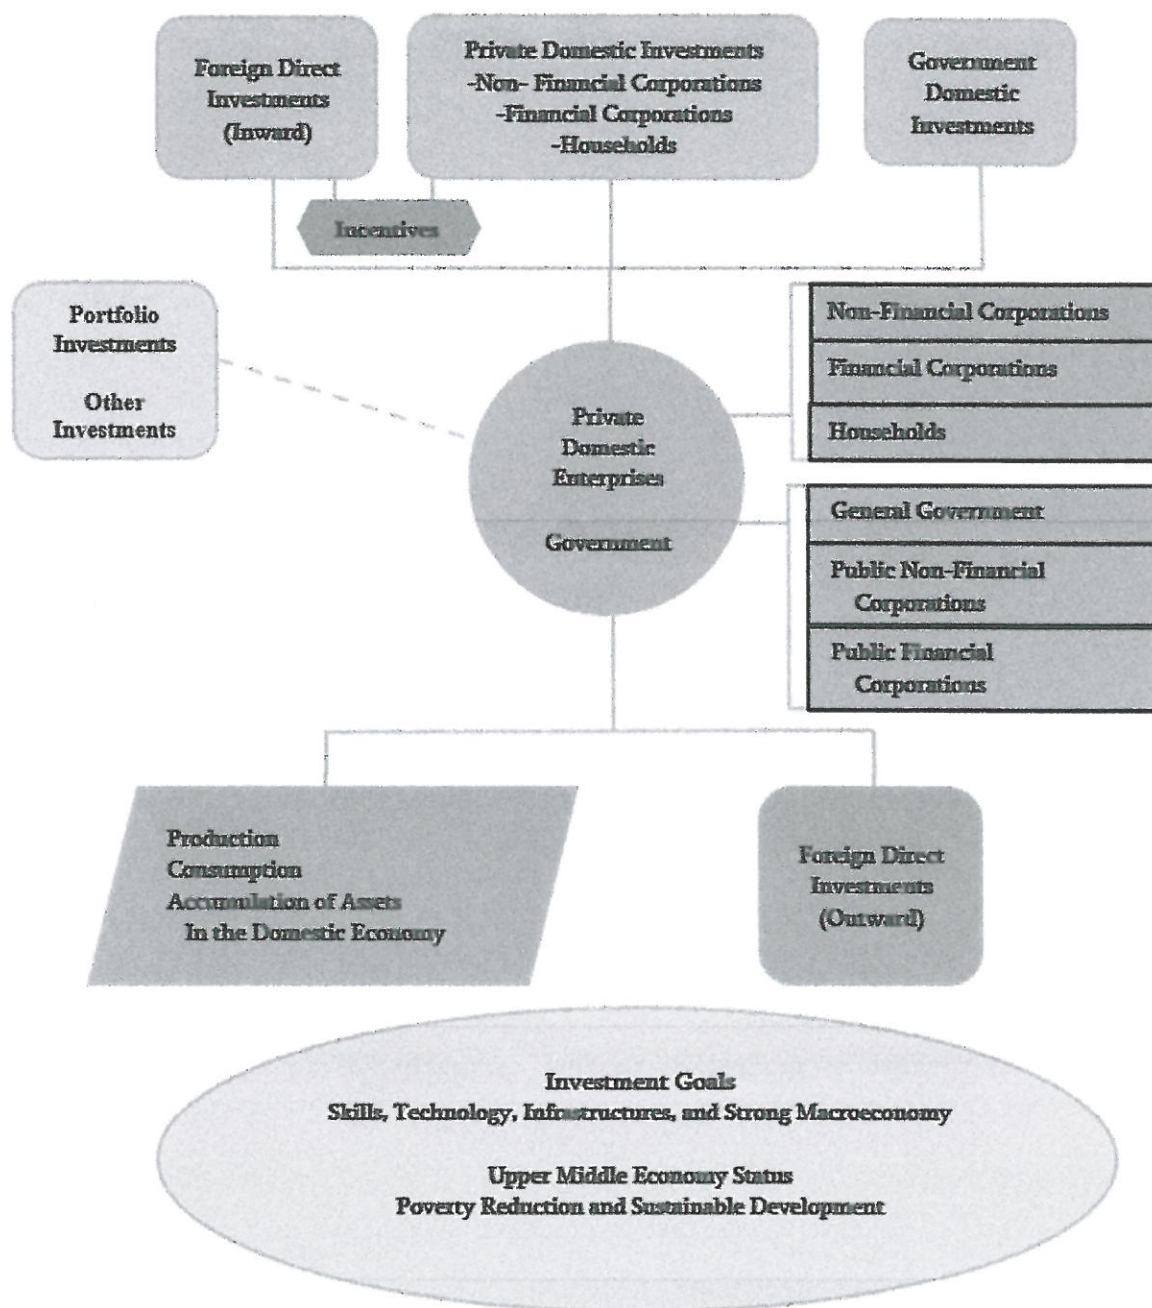 Foreign Direct
Investments
(Inward)
Private Domestic Investments
-Non- Financial Corporations
-Financial Corporations
-Households
Government
Domestic
Investments
Incentives
Portfolio
Investments
Other
Investments
Private
Domestic
Enterprises
Government
Non-Financial Corporations
Financial Corporations
Households
General Government
Public Non-Financial
Corporations
Public Financial
Corporations
Production
Consumption
Accumulation of Assets
In the Domestic Economy
Foreign Direct
Investments
(Outward)
Investment Goals
Skills, Technology, Infrastructures, and Strong Macroeconomy
Upper Middle Economy Status
Poverty Reduction and Sustainable Development